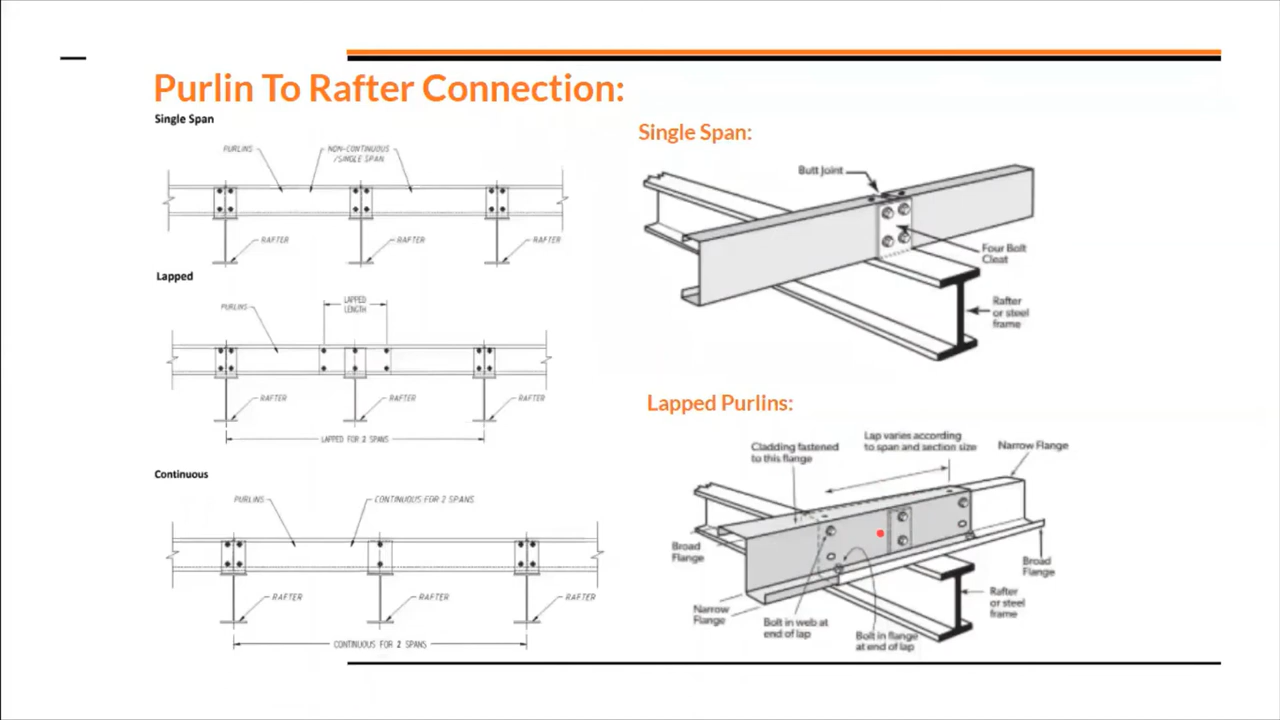 Purlin To Rafter Connection:
Single Span
PURLINS
NON-CONTINUOUS
/SINGLE SPAN
RAFTER
RAFTER
RAFTER
Lapped
LAPPED
LENGTH
PURLINS
RAFTER
RAFTER
RAFTER
LAPPED FOR 2 SPANS
Continuous
PURLINS
CONTINUOUS FOR 2 SPANS
RAFTER
RAFTER
RAFTER
CONTINUOUS FOR 2 SPANS
Single Span:
Butt Joint
Four Bolt
Cleat
Rafter
or steel
frame
Lapped Purlins:
Cladding fastened
to this flange
Lap varies according
to span and section size
Narrow Flange
Broad
Flange
Broad
Flange
Narrow
Flange
Bolt in web at
end of lap
Bolt in flange
at end of lap
Rafter
or steel
frame